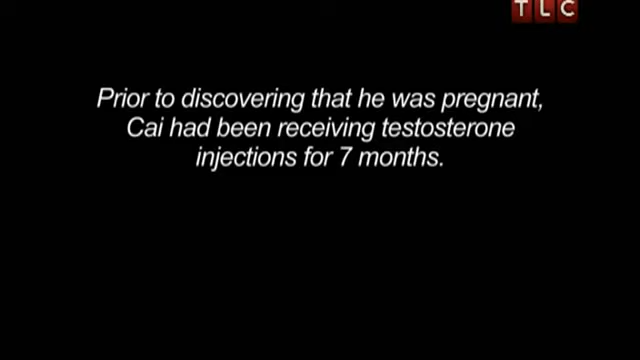 TLC
Prior to discovering that he was pregnant,
Cai had been receiving testosterone
injections for 7 months.